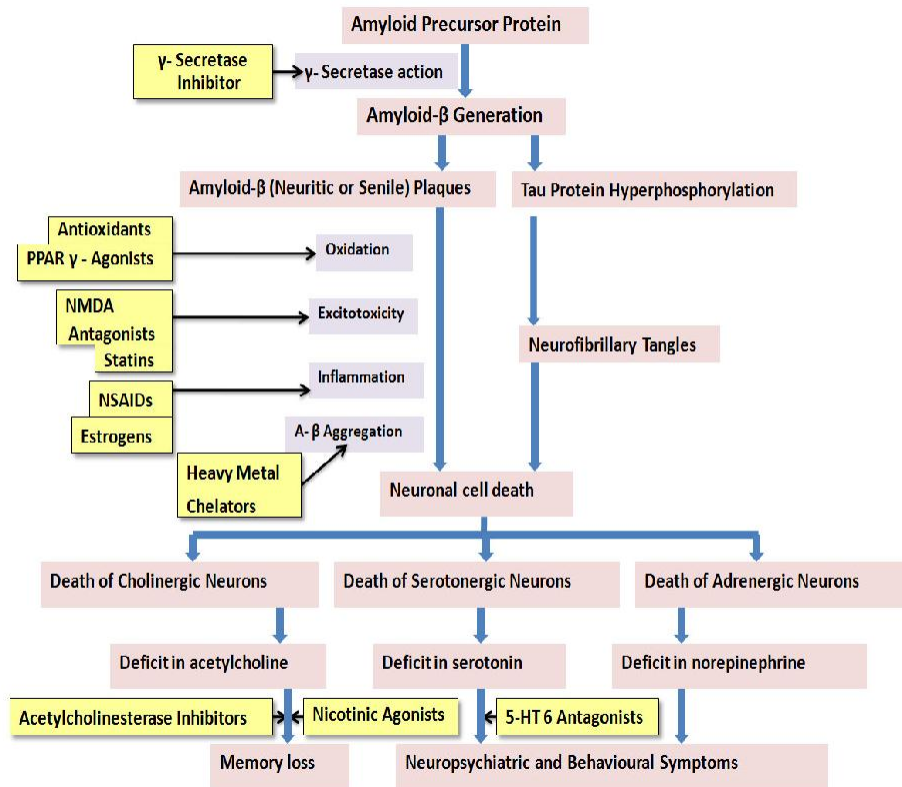 Amyloid Precursor Protein
γ- Secretase
Inhibitor
γ- Secretase action
Amyloid-β Generation
Amyloid-β (Neuritic or Senile) Plaques
Tau Protein Hyperphosphorylation
Antioxidants
PPAR γ - Agonists
Oxidation
NMDA
Antagonists
Statins
Excitotoxicity
Neurofibrillary Tangles
NSAIDs
Inflammation
Estrogens
A- β Aggregation
Heavy Metal
Chelators
Neuronal cell death
Death of Cholinergic Neurons
Death of Serotonergic Neurons
Death of Adrenergic Neurons
Deficit in acetylcholine
Deficit in serotonin
Deficit in norepinephrine
Acetylcholinesterase Inhibitors
Nicotinic Agonists
5-HT 6 Antagonists
Memory loss
Neuropsychiatric and Behavioural Symptoms